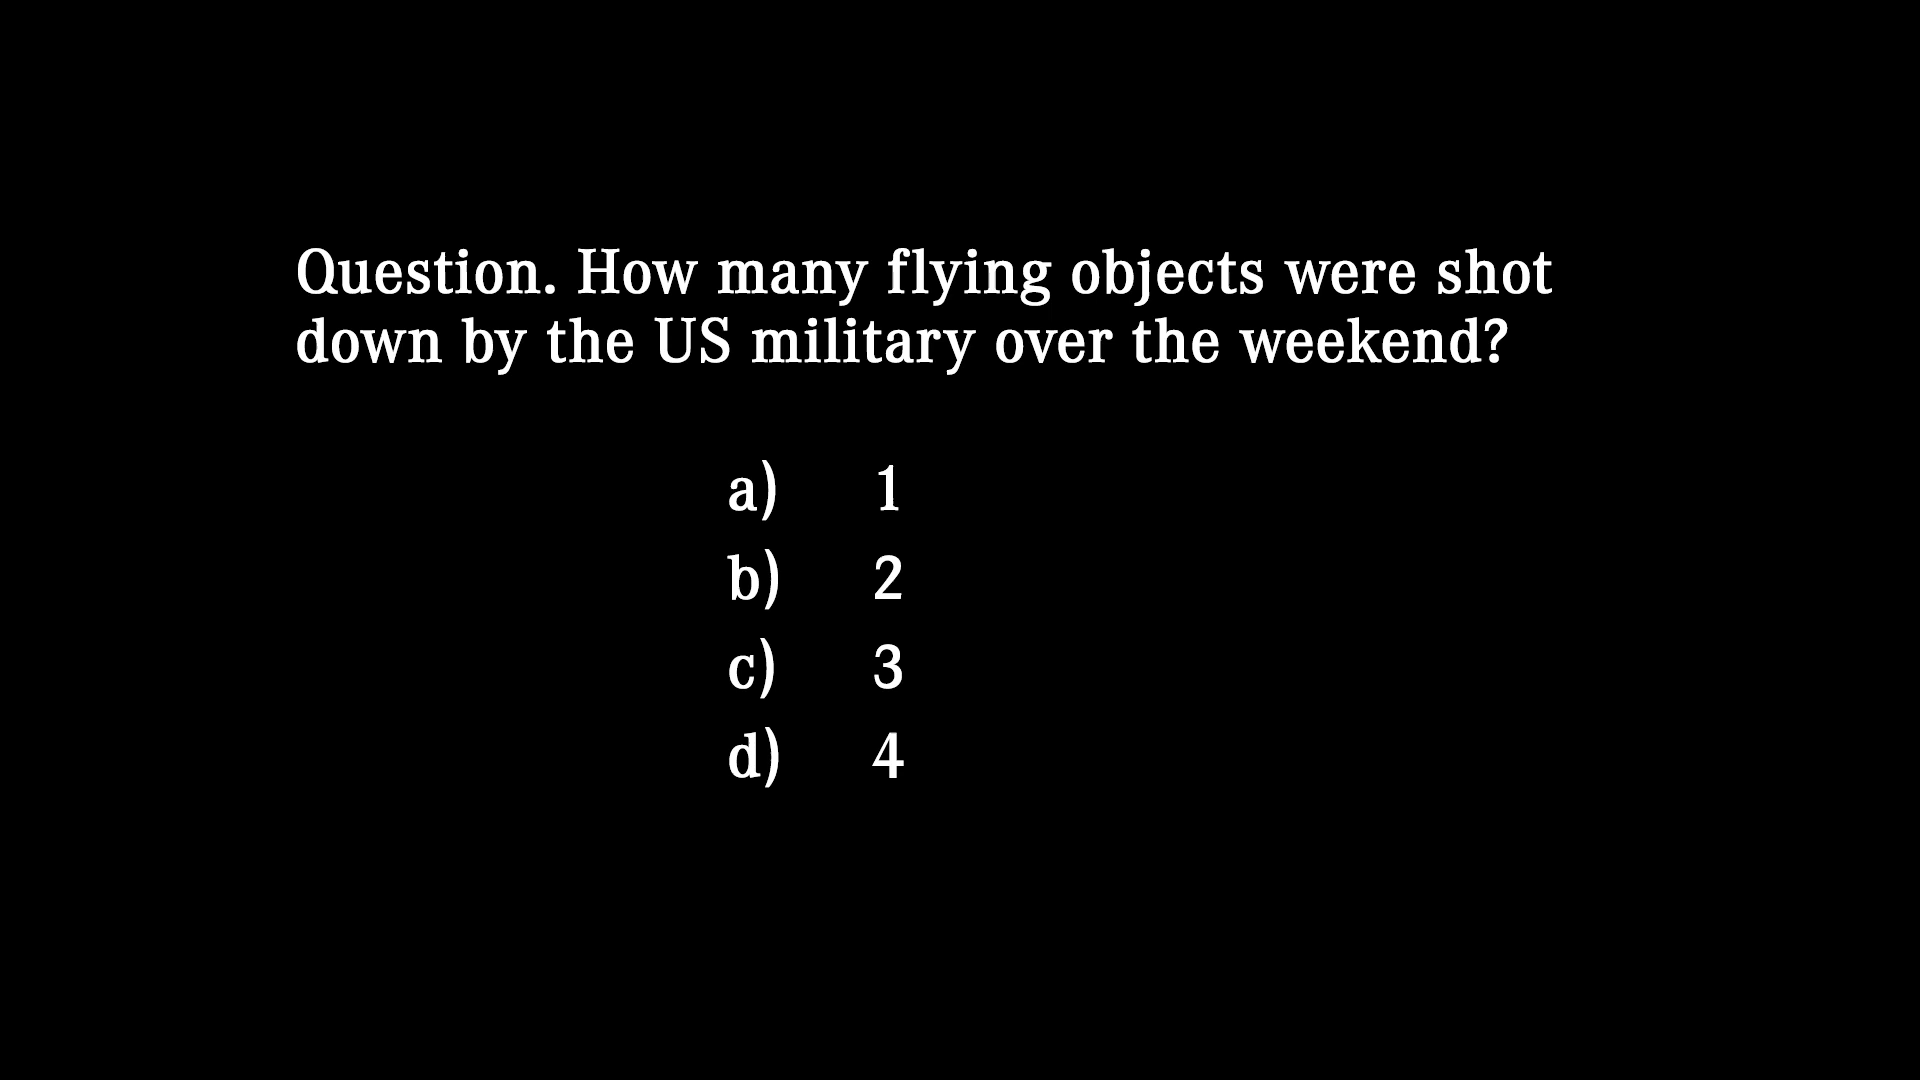 Question. How many flying objects were shot
down by the US military over the weekend?
a) 1
b) 2
c) 3
d) 4